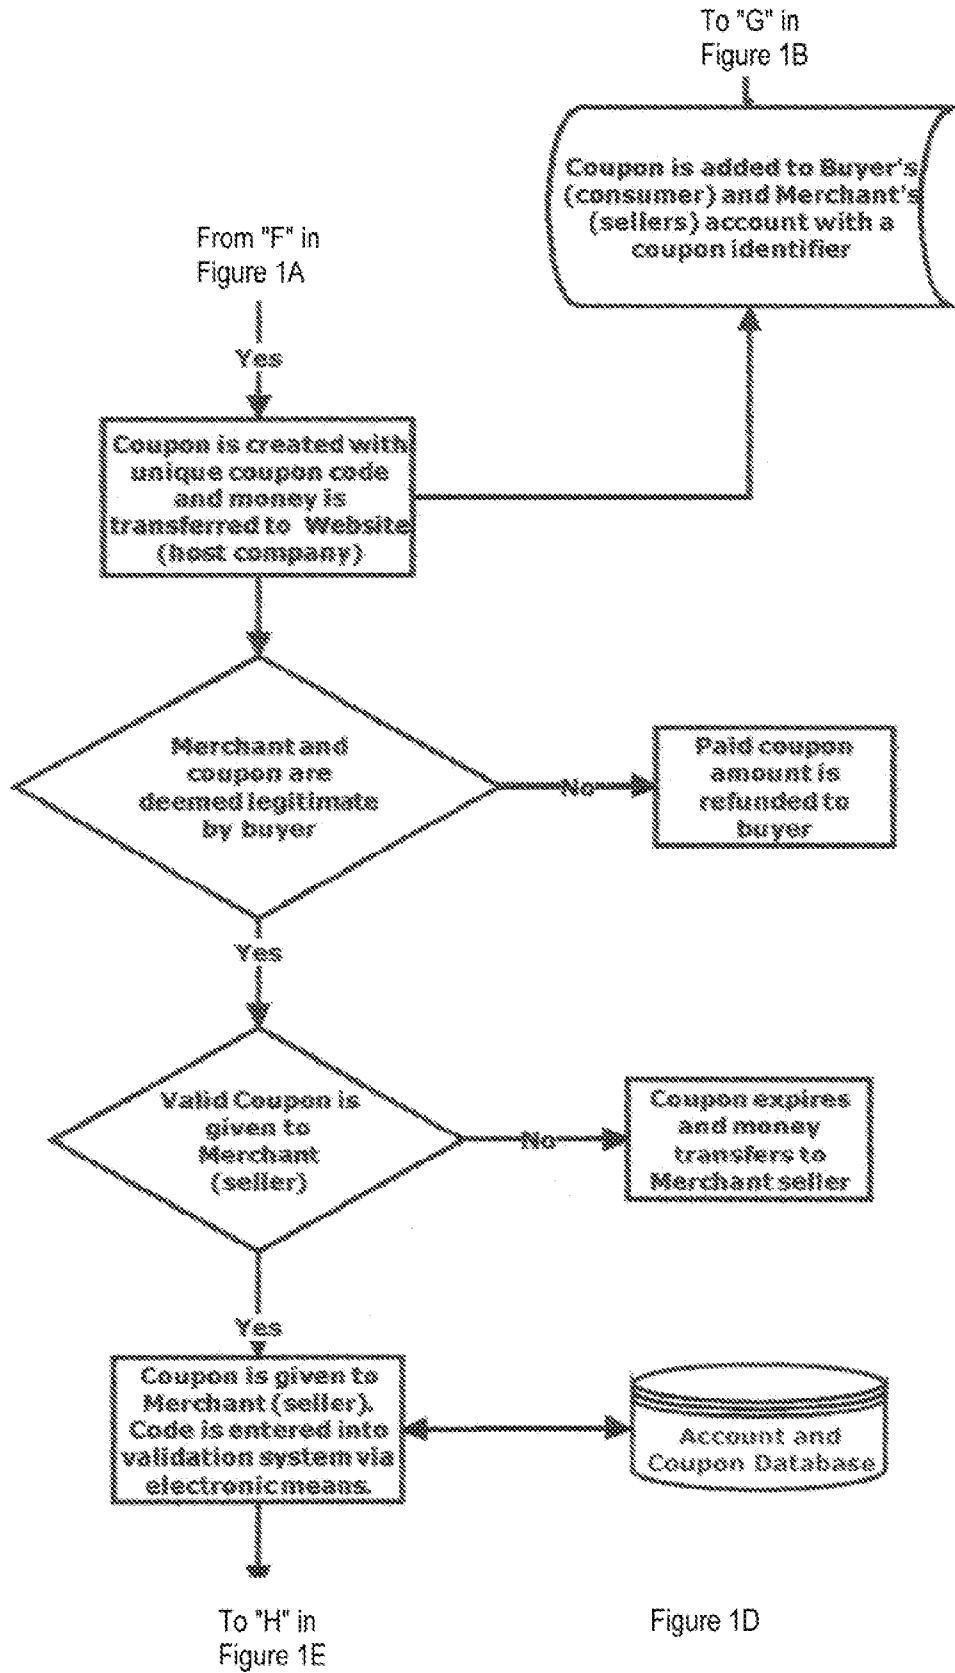 To "G" in
Figure 1B
Coupon is added to Buyer's
(consumer) and Merchant's
(sellers) account with a
coupon identifier
From "F" in
Figure 1A
Yes
Coupon is created with
unique coupon code
and money is
transferred to Website
(host company)
Merchant and
coupon are
deemed legitimate
by buyer
No
Paid coupon
amount is
refunded to
buyer
Yes
Valid Coupon is
given to
Merchant
(seller)
No
Coupon expires
and money
transfers to
Merchant seller
Yes
Coupon is given to
Merchant (seller).
Code is entered into
validation system via
electronic means.
Account and
Coupon Database
To "H" in
Figure 1E
Figure 1D